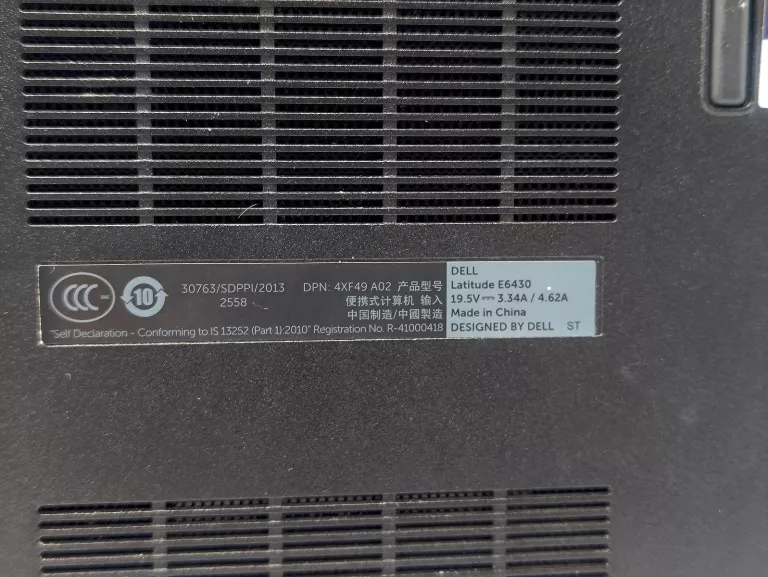 CCC
10
30763/SDPPI/2013
2558
DPN: 4XF49 A02 产品型号
便携式计算机 输入
中国制造/中國製造
"Self Declaration - Conforming to IS 13252 (Part 1):2010" Registration No. R-41000418
DELL
Latitude E6430
19.5V⎓ 3.34A / 4.62A
Made in China
DESIGNED BY DELL ST